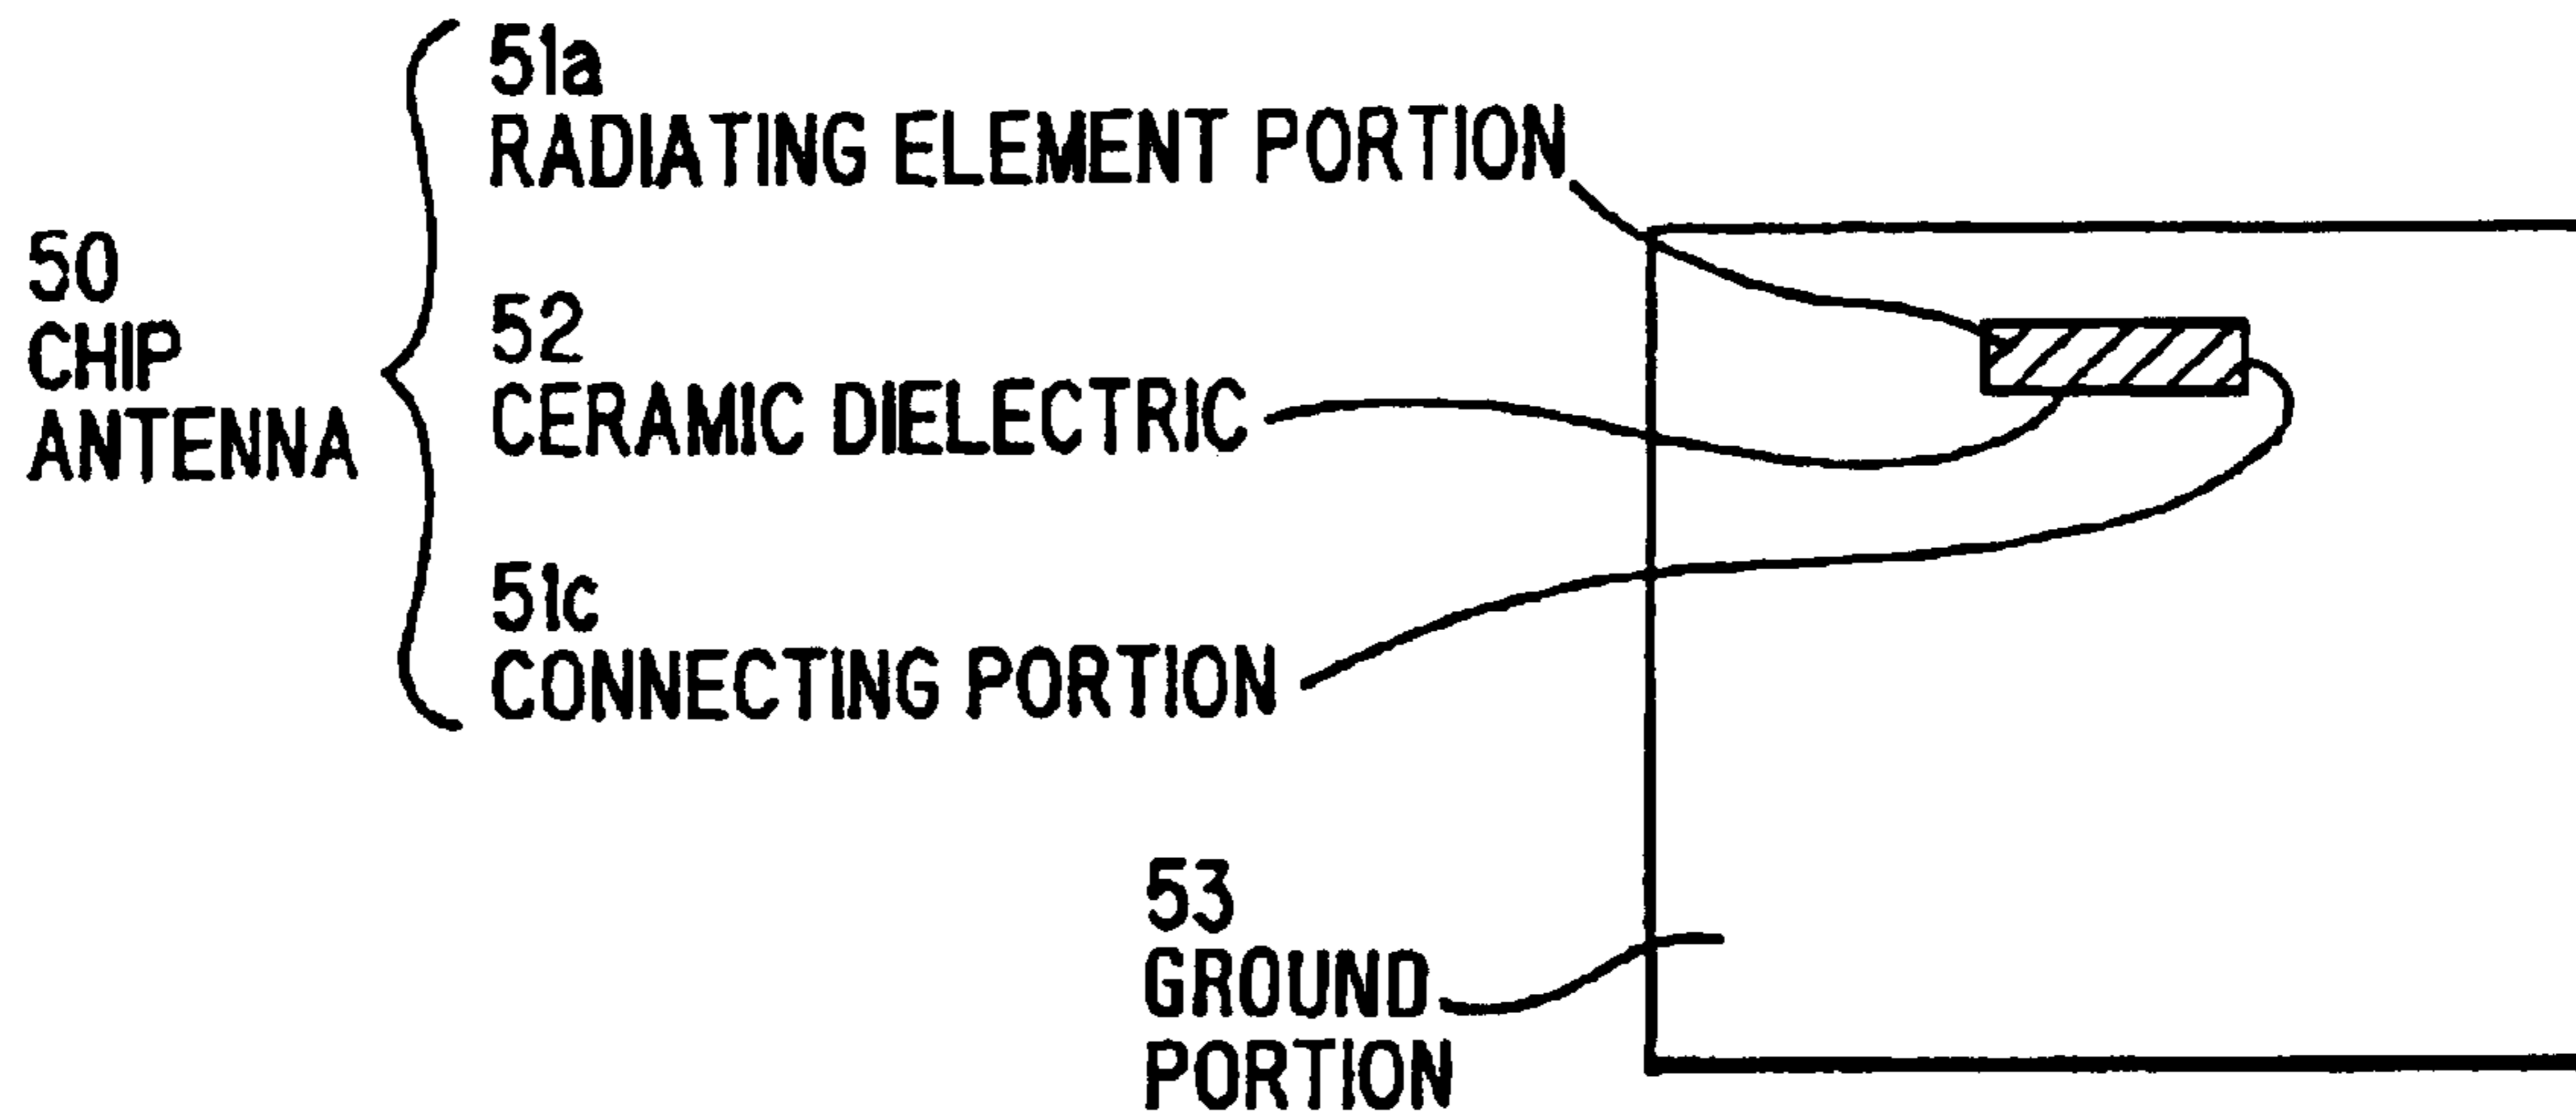 50
CHIP
ANTENNA
51a
RADIATING ELEMENT PORTION
52
CERAMIC DIELECTRIC
51c
CONNECTING PORTION
53
GROUND
PORTION